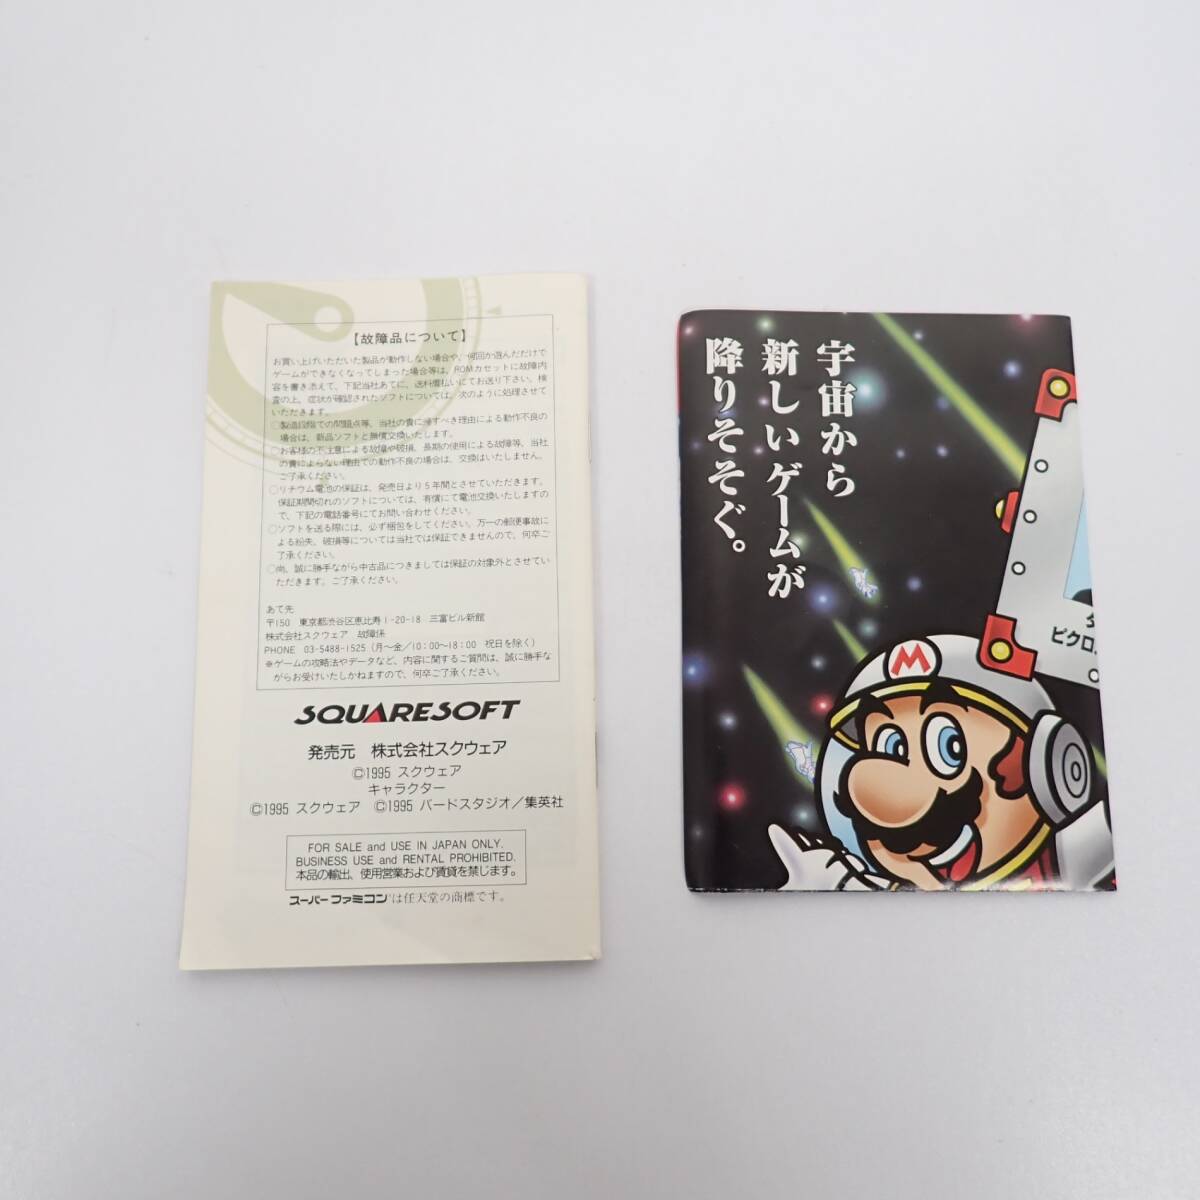 【故障品について】
お買い上げいただいた製品が動作しない場合や、何回か遊んだだけで
ゲームができなくなってしまった場合等は、ROMカセットに故障内
容を書き添えて、下記当社あてに、送料着払いにてお送り下さい。検
査の上、症状が確認されたソフトについては、次のように処理させて
いただきます。
○製造段階での問題点等、当社の責に帰すべき理由による動作不良の
場合は、新品ソフトと無償交換いたします。
○お客様の不注意による故障や破損、長期の使用による故障等、当社
の責によらない理由での動作不良の場合は、交換はいたしません。
ご了承ください。
○リチウム電池の保証は、発売日より5年間とさせていただきます。
保証期間切れのソフトについては、有償にて電池交換いたしますの
で、下記の電話番号にてお問い合わせください。
○ソフトを送る際には、必ず梱包をしてください。万一の郵便事故に
よる紛失、破損等については当社では保証できませんので、何卒ご
了承ください。
○尚、誠に勝手ながら中古品につきましては保証の対象外とさせてい
ただきます。ご了承ください。
あて先
〒150 東京都渋谷区恵比寿1-20-18 三富ビル新館
株式会社スクウェア 故障係
PHONE 03-5488-1525(月〜金/10:00〜18:00 祝日を除く)
※ゲームの攻略法やデータなど、内容に関するご質問は、誠に勝手な
がらお受けいたしかねますので、何卒ご了承ください。
SQUARESOFT
発売元 株式会社スクウェア
©1995 スクウェア
キャラクター
©1995 スクウェア ©1995 バードスタジオ/集英社
FOR SALE and USE IN JAPAN ONLY.
BUSINESS USE and RENTAL PROHIBITED.
本品の輸出、使用営業および賃貸を禁じます。
スーパーファミコン®は任天堂の商標です。
宇宙から
新しいゲームが
降りそそぐ。
ピクロ
M